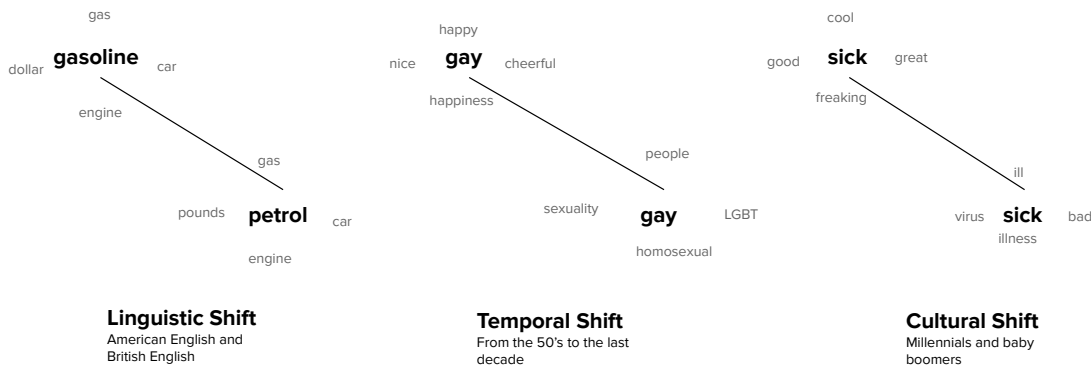 gas
gasoline
dollar
car
engine
gas
pounds
petrol
car
engine
Linguistic Shift
American English and
British English
happy
nice
gay
cheerful
happiness
people
sexuality
gay
LGBT
homosexual
Temporal Shift
From the 50's to the last
decade
cool
good
sick
great
freaking
ill
virus
sick
bad
illness
Cultural Shift
Millennials and baby
boomers